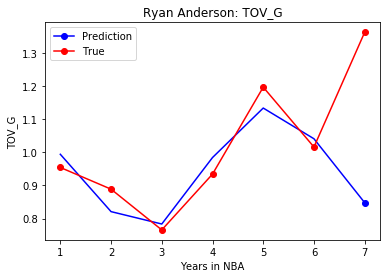 Ryan Anderson: TOV_G
Prediction
True
TOV_G
1.3
1.2
1.1
1.0
0.9
0.8
1 2 3 4 5 6 7
Years in NBA